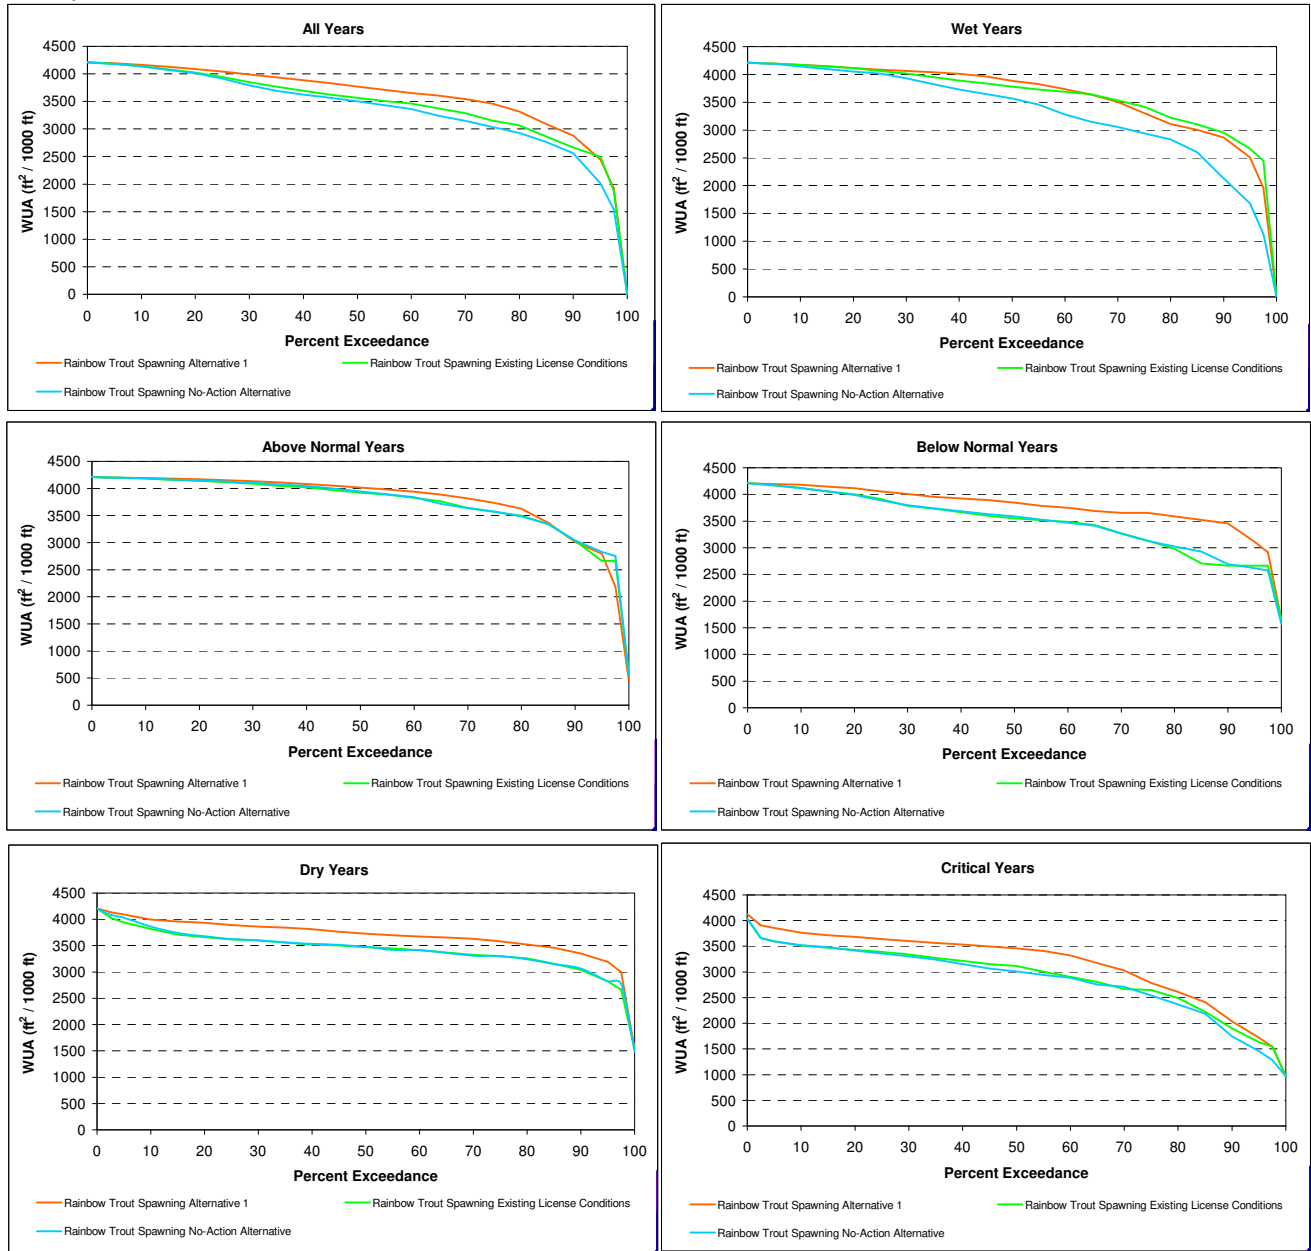 All Years
4500
4000
3500
3000
2500
2000
1500
1000
500
0
WUA (ft² / 1000 ft)
0 10 20 30 40 50 60 70 80 90 100
Percent Exceedance
Rainbow Trout Spawning Alternative 1
Rainbow Trout Spawning Existing License Conditions
Rainbow Trout Spawning No-Action Alternative
Wet Years
4500
4000
3500
3000
2500
2000
1500
1000
500
0
WUA (ft² / 1000 ft)
0 10 20 30 40 50 60 70 80 90 100
Percent Exceedance
Rainbow Trout Spawning Alternative 1
Rainbow Trout Spawning Existing License Conditions
Rainbow Trout Spawning No-Action Alternative
Above Normal Years
4500
4000
3500
3000
2500
2000
1500
1000
500
0
WUA (ft² / 1000 ft)
0 10 20 30 40 50 60 70 80 90 100
Percent Exceedance
Rainbow Trout Spawning Alternative 1
Rainbow Trout Spawning Existing License Conditions
Rainbow Trout Spawning No-Action Alternative
Below Normal Years
4500
4000
3500
3000
2500
2000
1500
1000
500
0
WUA (ft² / 1000 ft)
0 10 20 30 40 50 60 70 80 90 100
Percent Exceedance
Rainbow Trout Spawning Alternative 1
Rainbow Trout Spawning Existing License Conditions
Rainbow Trout Spawning No-Action Alternative
Dry Years
4500
4000
3500
3000
2500
2000
1500
1000
500
0
WUA (ft² / 1000 ft)
0 10 20 30 40 50 60 70 80 90 100
Percent Exceedance
Rainbow Trout Spawning Alternative 1
Rainbow Trout Spawning Existing License Conditions
Rainbow Trout Spawning No-Action Alternative
Critical Years
4500
4000
3500
3000
2500
2000
1500
1000
500
0
WUA (ft² / 1000 ft)
0 10 20 30 40 50 60 70 80 90 100
Percent Exceedance
Rainbow Trout Spawning Alternative 1
Rainbow Trout Spawning Existing License Conditions
Rainbow Trout Spawning No-Action Alternative